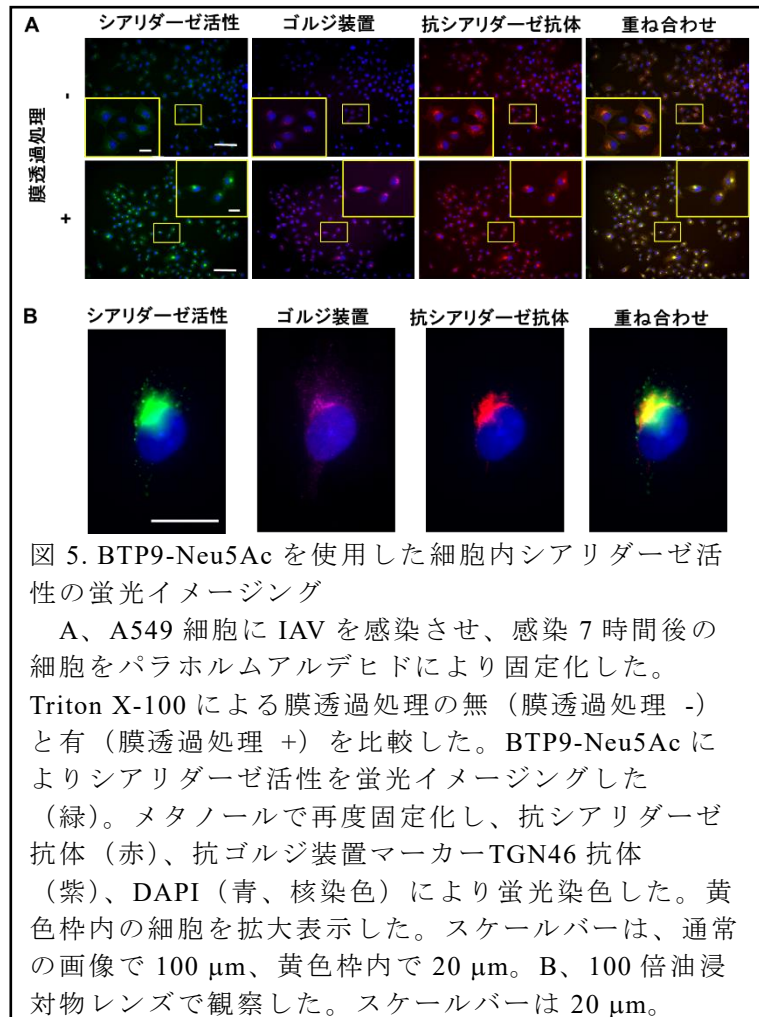 A シアリダーゼ活性 ゴルジ装置 抗シアリダーゼ抗体 重ね合わせ
膜透過処理
-
+
B シアリダーゼ活性 ゴルジ装置 抗シアリダーゼ抗体 重ね合わせ
図 5. BTP9-Neu5Ac を使用した細胞内シアリダーゼ活
性の蛍光イメージング
A、A549 細胞に IAV を感染させ、感染 7 時間後の
細胞をパラホルムアルデヒドにより固定化した。
Triton X-100 による膜透過処理の無（膜透過処理 -）
と有（膜透過処理 +）を比較した。BTP9-Neu5Ac に
よりシアリダーゼ活性を蛍光イメージングした
（緑）。メタノールで再度固定化し、抗シアリダーゼ
抗体（赤）、抗ゴルジ装置マーカーTGN46 抗体
（紫）、DAPI（青、核染色）により蛍光染色した。黄
色枠内の細胞を拡大表示した。スケールバーは、通常
の画像で 100 μm、黄色枠内で 20 μm。B、100 倍油浸
対物レンズで観察した。スケールバーは 20 μm。